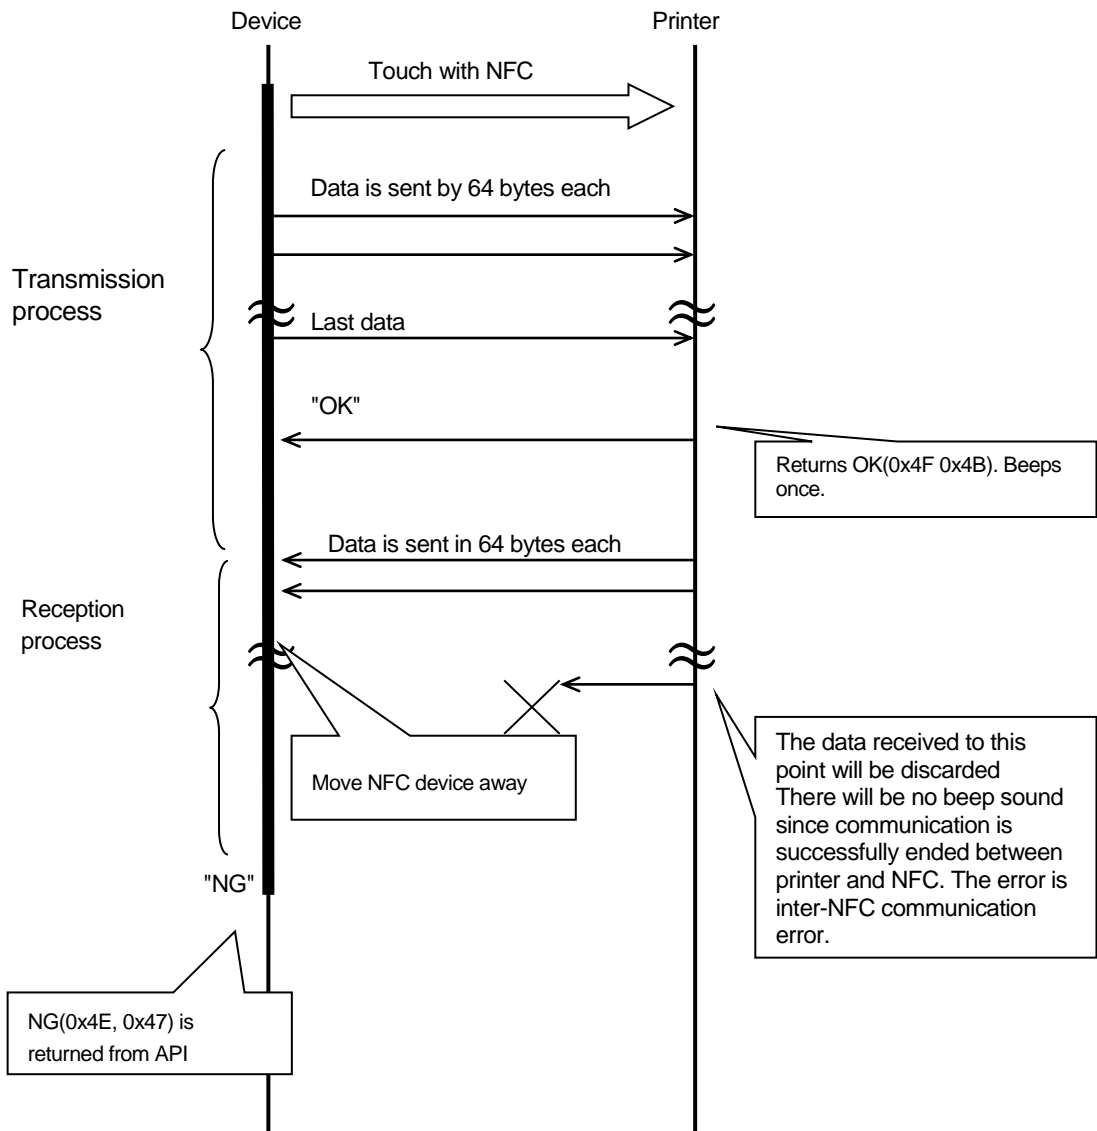 Device
Printer
Touch with NFC
Data is sent by 64 bytes each
Transmission
process
Last data
"OK"
Returns OK(0x4F 0x4B). Beeps
once.
Data is sent in 64 bytes each
Reception
process
Move NFC device away
The data received to this
point will be discarded
There will be no beep sound
since communication is
successfully ended between
printer and NFC. The error is
inter-NFC communication
error.
"NG"
NG(0x4E, 0x47) is
returned from API